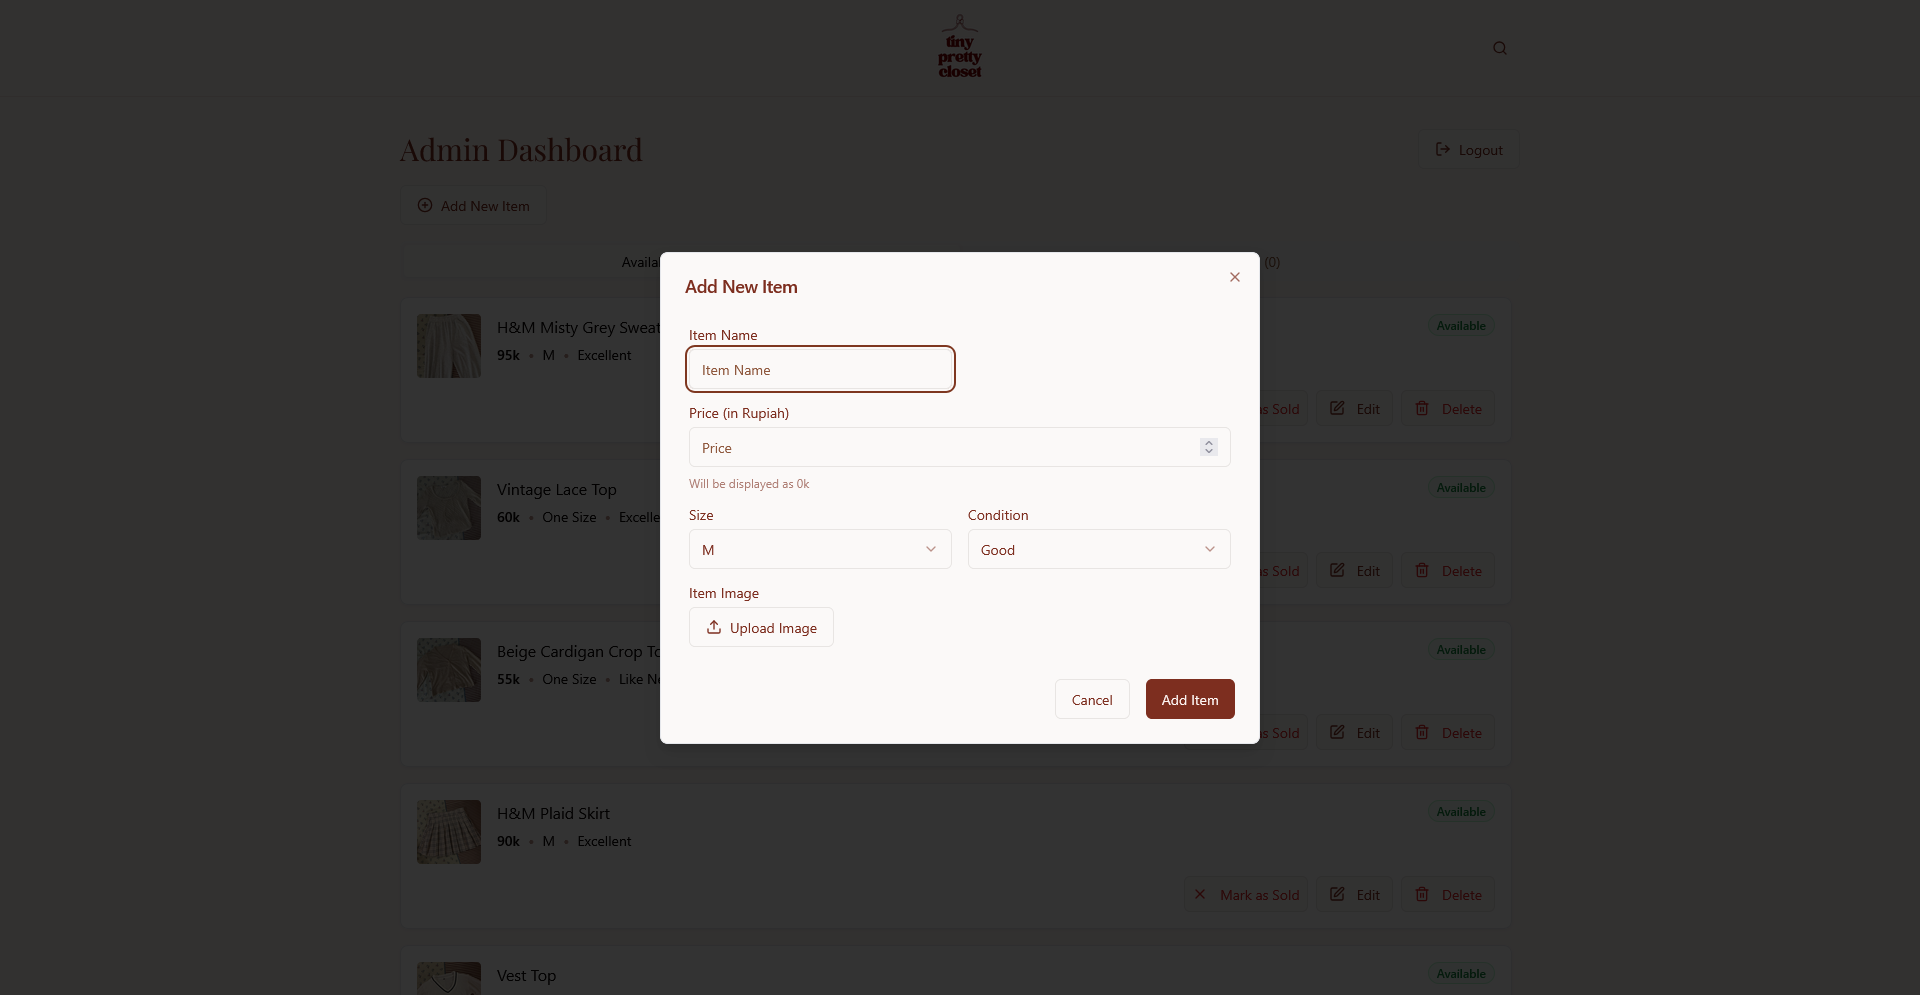 tiny
pretty
closet
Admin Dashboard
Logout
Add New Item
(0)
Add New Item
Item Name
Item Name
Price (in Rupiah)
Price
Will be displayed as 0k
Size
Condition
M
Good
Item Image
Upload Image
Cancel
Add Item
H&M Misty Grey
95k • M • Excellent
Available
Sold
Edit
Delete
Vintage Lace Top
60k • One Size •
Available
Sold
Edit
Delete
Beige Cardigan Crop
55k • One Size • Like
Available
Sold
Edit
Delete
H&M Plaid Skirt
90k • M • Excellent
Available
Mark as Sold
Edit
Delete
Vest Top
Available